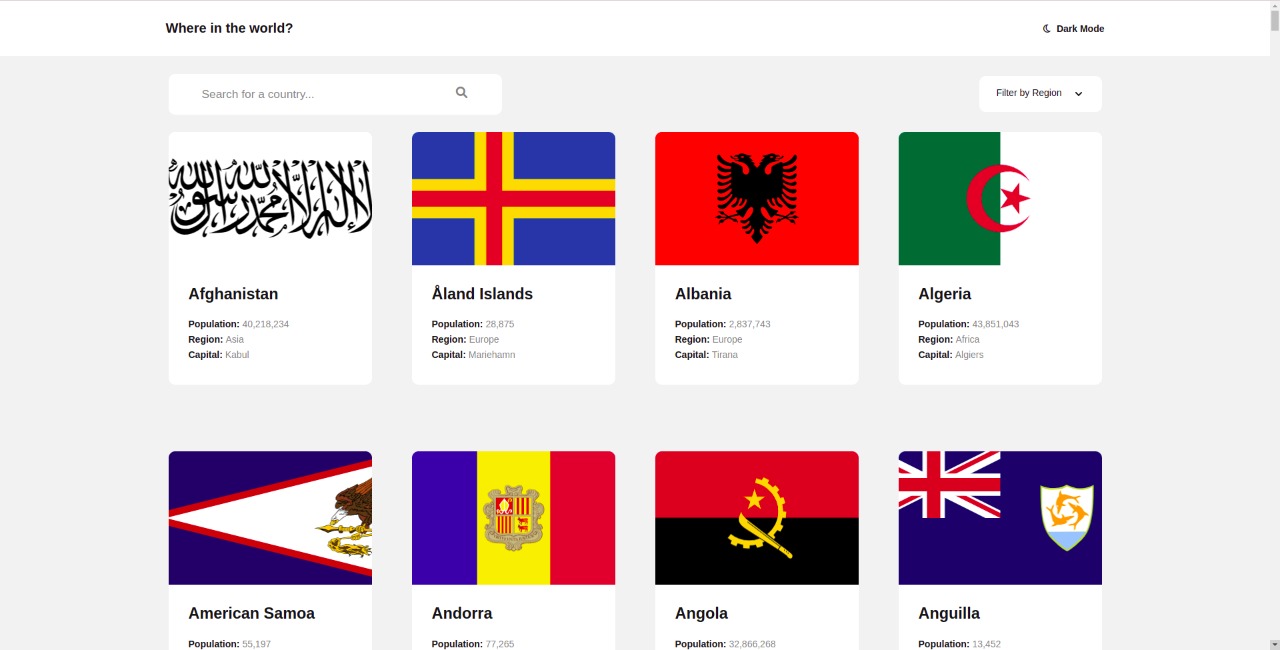 Where in the world?
Dark Mode
Search for a country...
Filter by Region
لا إله إلا الله محمد رسول الله
Afghanistan
Population: 40,218,234
Region: Asia
Capital: Kabul
Åland Islands
Population: 28,875
Region: Europe
Capital: Mariehamn
Albania
Population: 2,837,743
Region: Europe
Capital: Tirana
Algeria
Population: 43,851,043
Region: Africa
Capital: Algiers
American Samoa
Population: 55,197
Andorra
Population: 77,265
Angola
Population: 32,866,268
Anguilla
Population: 13,452